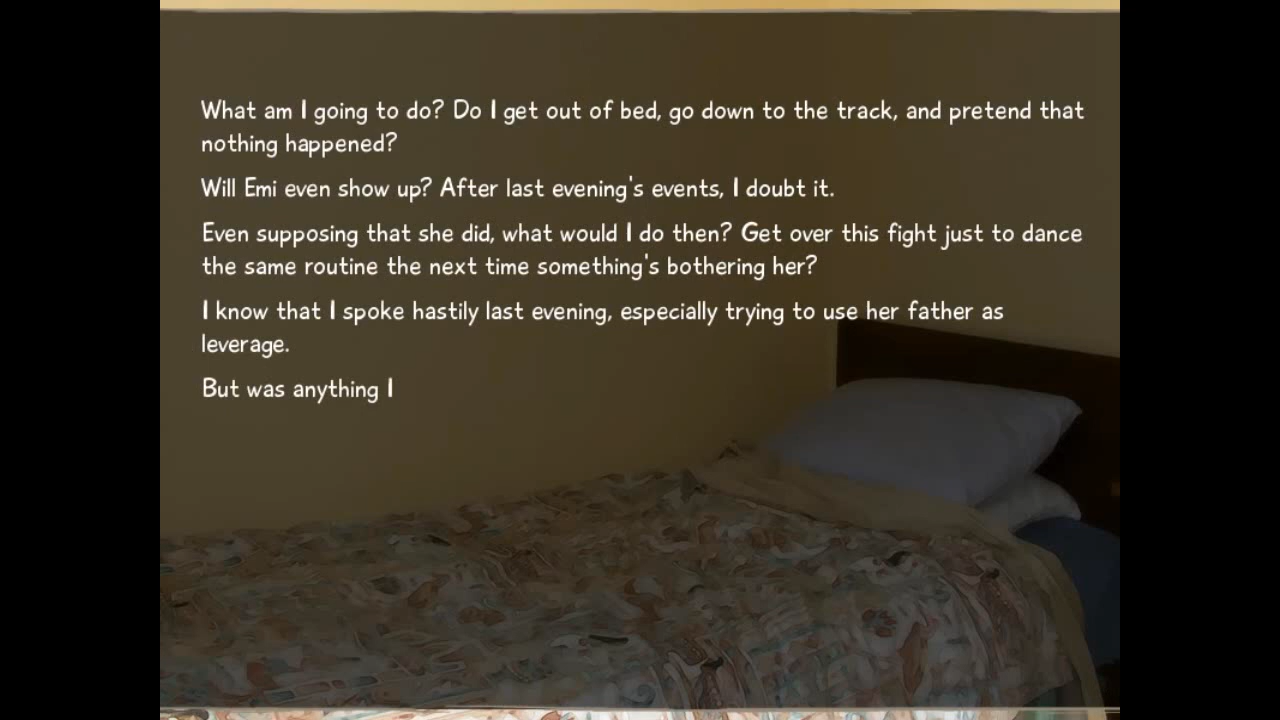 What am I going to do? Do I get out of bed, go down to the track, and pretend that
nothing happened?
Will Emi even show up? After last evening's events, I doubt it.
Even supposing that she did, what would I do then? Get over this fight just to dance
the same routine the next time something's bothering her?
I know that I spoke hastily last evening, especially trying to use her father as
leverage.
But was anything I